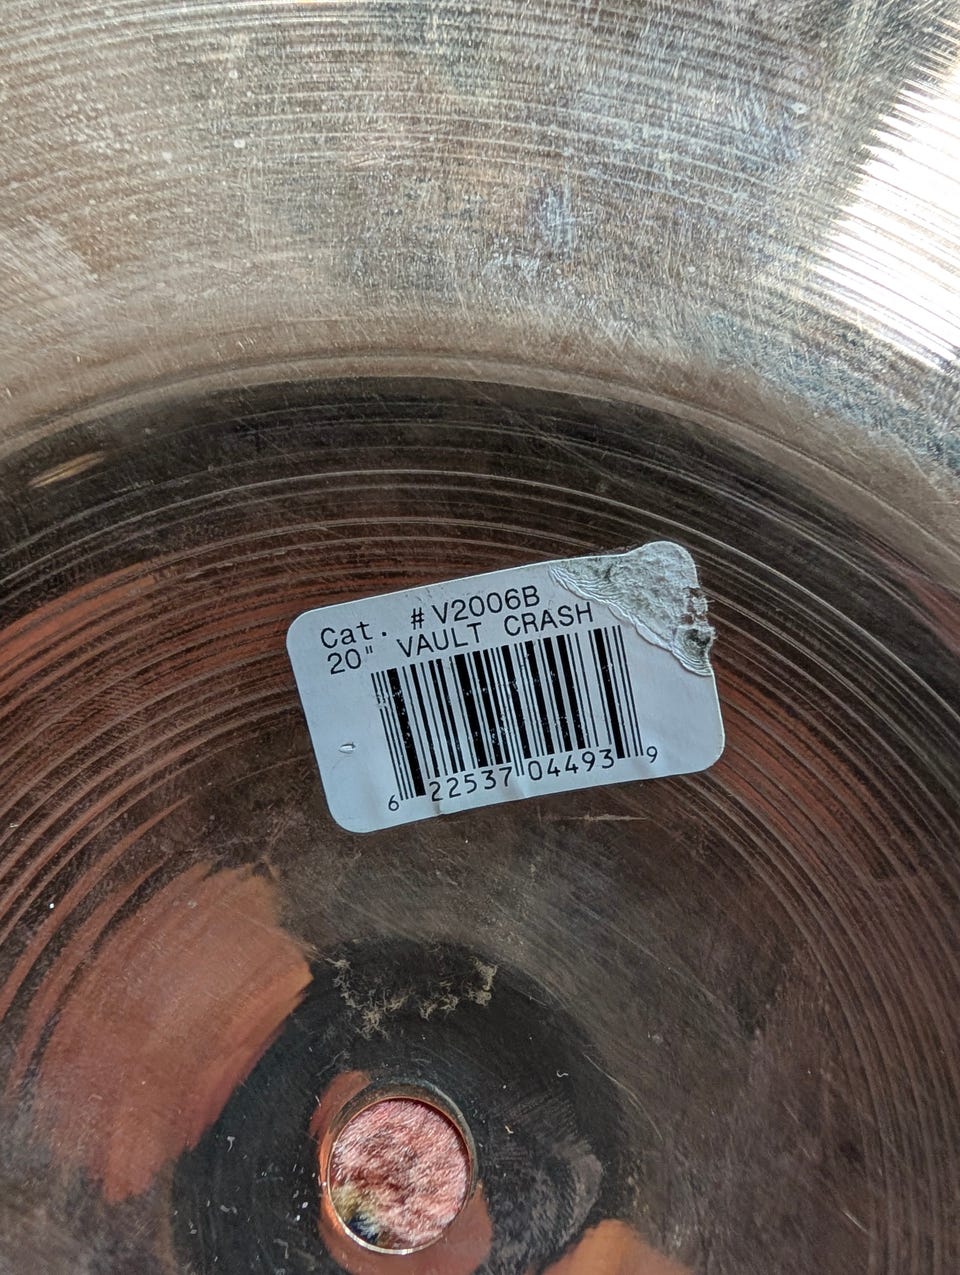 Cat. #V2006B
20" VAULT CRASH
6 22537 04493 9